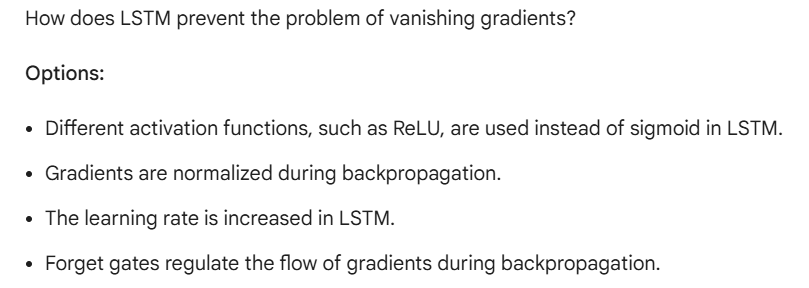 How does LSTM prevent the problem of vanishing gradients?
Options:
• Different activation functions, such as ReLU, are used instead of sigmoid in LSTM.
• Gradients are normalized during backpropagation.
• The learning rate is increased in LSTM.
• Forget gates regulate the flow of gradients during backpropagation.